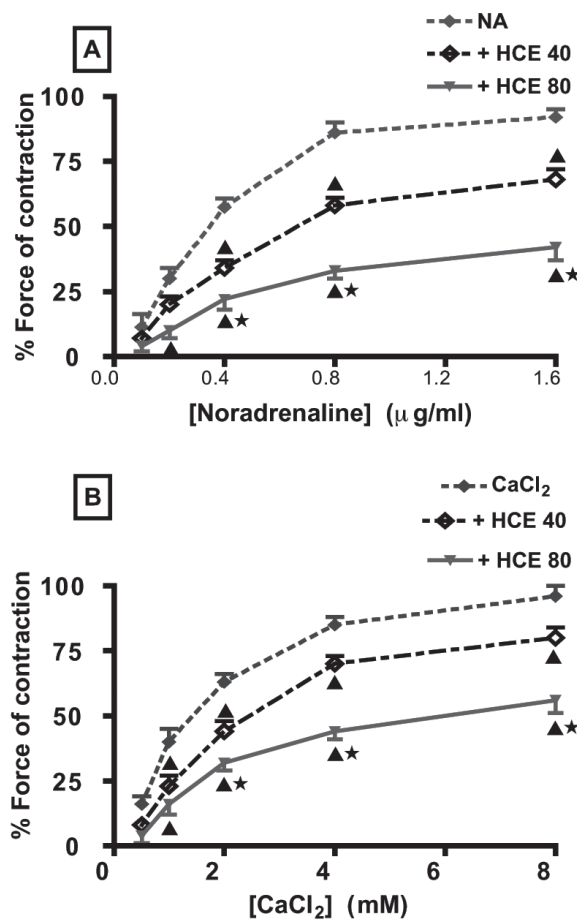 A
NA
+ HCE 40
+ HCE 80
% Force of contraction
100
75
50
25
0
0.0 0.4 0.8 1.2 1.6
[Noradrenaline] (μ g/ml)
B
CaCl₂
+ HCE 40
+ HCE 80
% Force of contraction
100
75
50
25
0
0 2 4 6 8
[CaCl₂] (mM)